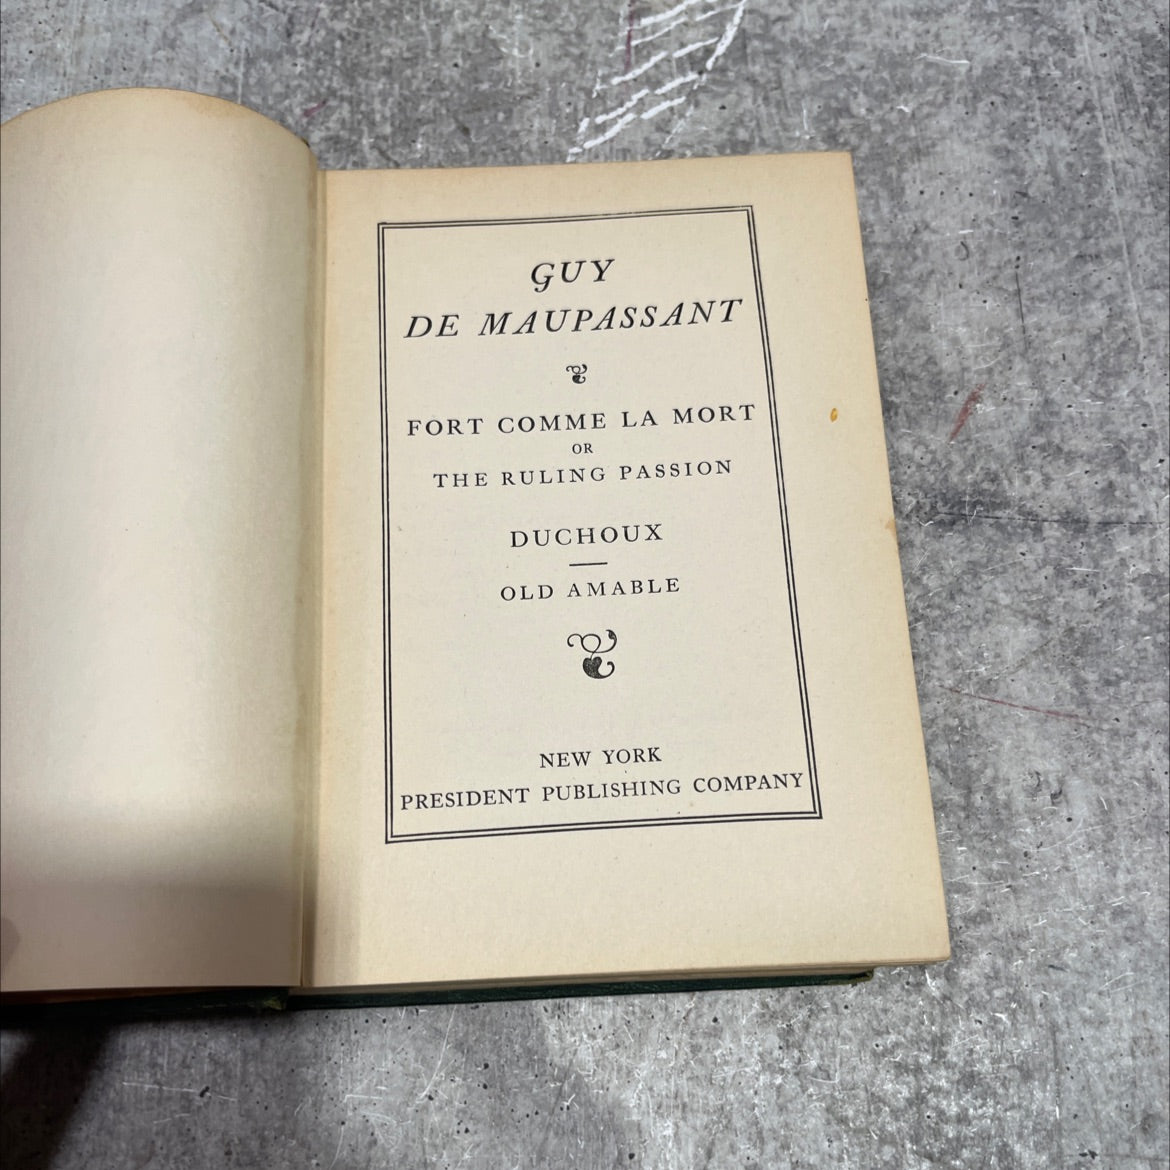 GUY
DE MAUPASSANT
FORT COMME LA MORT
OR
THE RULING PASSION
DUCHOUX
OLD AMABLE
NEW YORK
PRESIDENT PUBLISHING COMPANY